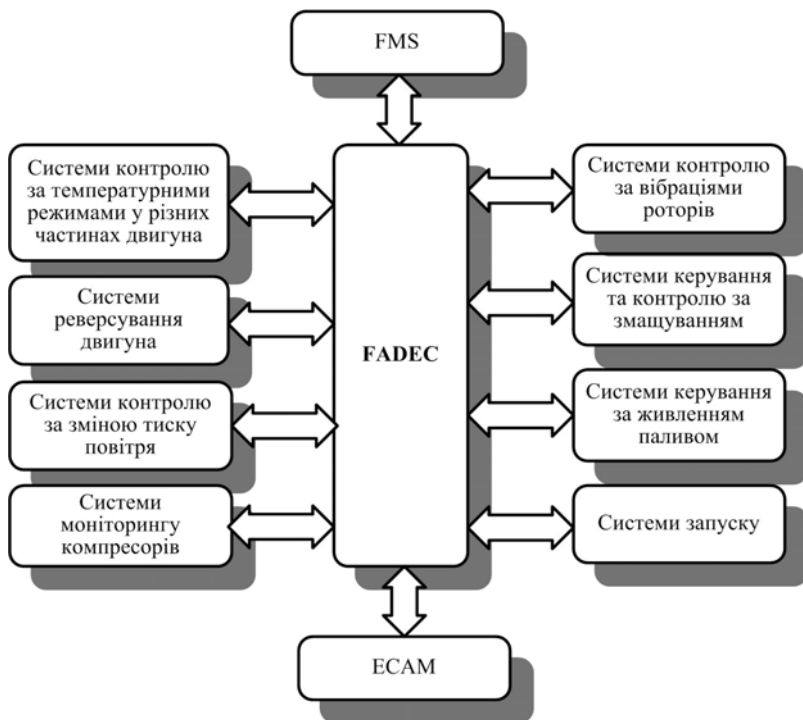 FMS
Системи контролю
за температурними
режимами у різних
частинах двигуна
Системи
реверсування
двигуна
Системи контролю
за зміною тиску
повітря
Системи
моніторингу
компресорів
FADEC
Системи контролю
за вібраціями
роторів
Системи керування
та контролю за
змащуванням
Системи керування
за живленням
паливом
Системи запуску
ECAM